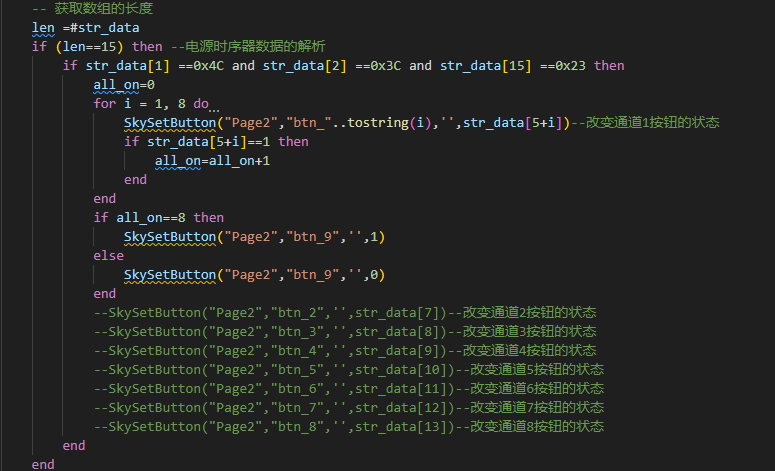 -- 获取数组的长度
len =#str_data
if (len==15) then --电源时序器数据的解析
if str_data[1] ==0x4C and str_data[2] ==0x3C and str_data[15] ==0x23 then
all_on=0
for i = 1, 8 do
SkySetButton("Page2","btn_"..tostring(i),'',str_data[5+i])--改变通道1按钮的状态
if str_data[5+i]==1 then
all_on=all_on+1
end
end
if all_on==8 then
SkySetButton("Page2","btn_9",'',1)
else
SkySetButton("Page2","btn_9",'',0)
end
--SkySetButton("Page2","btn_2",'',str_data[7])--改变通道2按钮的状态
--SkySetButton("Page2","btn_3",'',str_data[8])--改变通道3按钮的状态
--SkySetButton("Page2","btn_4",'',str_data[9])--改变通道4按钮的状态
--SkySetButton("Page2","btn_5",'',str_data[10])--改变通道5按钮的状态
--SkySetButton("Page2","btn_6",'',str_data[11])--改变通道6按钮的状态
--SkySetButton("Page2","btn_7",'',str_data[12])--改变通道7按钮的状态
--SkySetButton("Page2","btn_8",'',str_data[13])--改变通道8按钮的状态
end
end